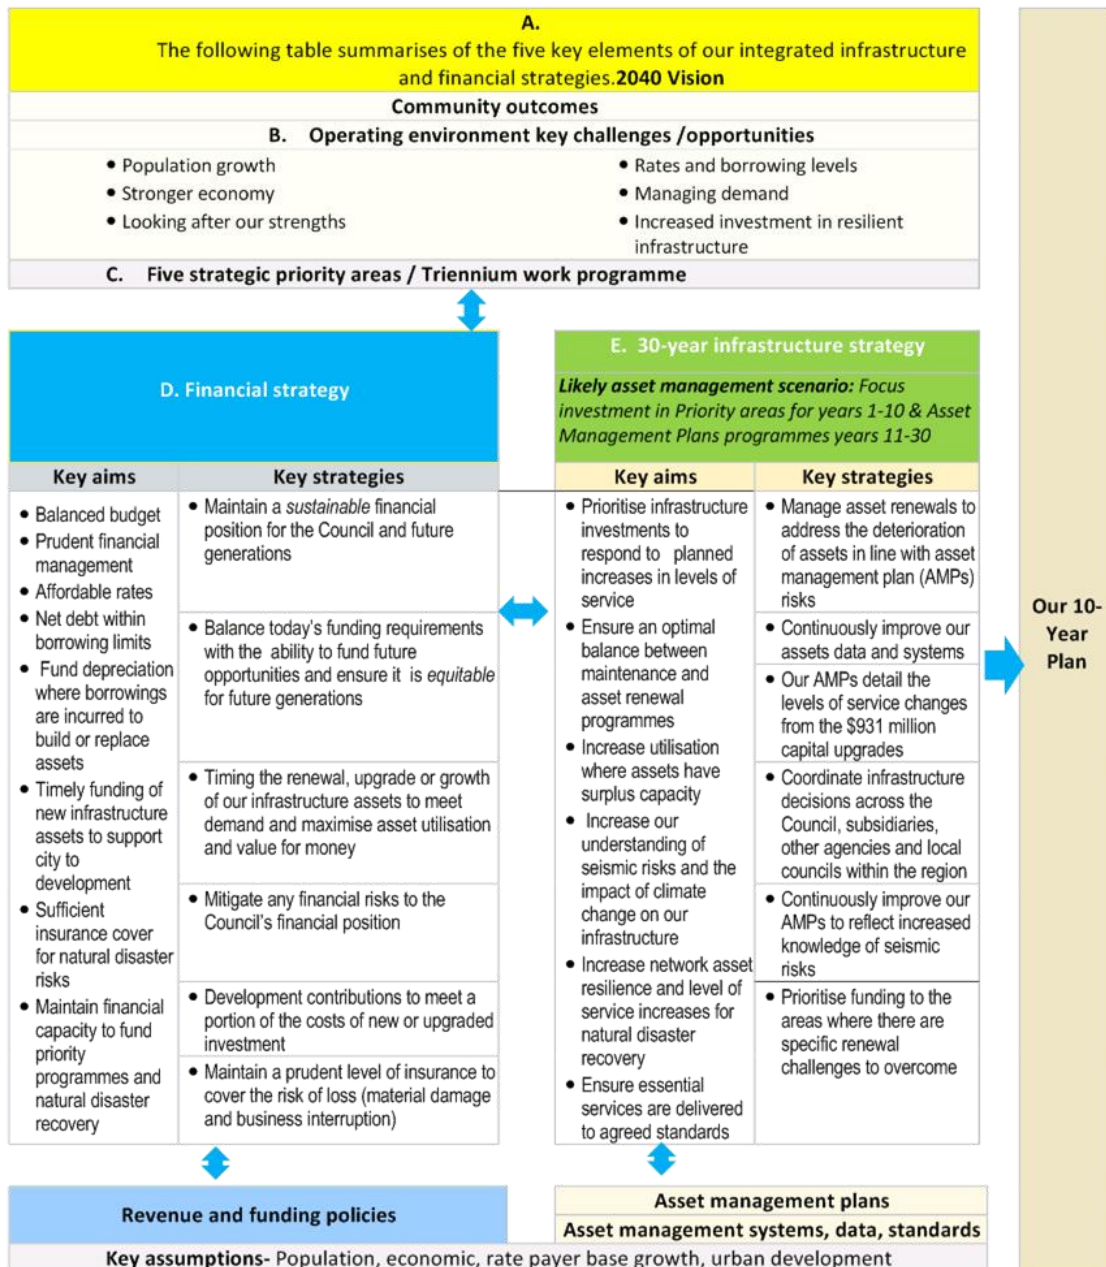 A.
The following table summarises of the five key elements of our integrated infrastructure
and financial strategies.2040 Vision
Community outcomes
B. Operating environment key challenges /opportunities
• Population growth
• Stronger economy
• Looking after our strengths
• Rates and borrowing levels
• Managing demand
• Increased investment in resilient
infrastructure
C. Five strategic priority areas / Triennium work programme
D. Financial strategy
Key aims
• Balanced budget
• Prudent financial
management
• Affordable rates
• Net debt within
borrowing limits
• Fund depreciation
where borrowings
are incurred to
build or replace
assets
• Timely funding of
new infrastructure
assets to support
city to
development
• Sufficient
insurance cover
for natural disaster
risks
• Maintain financial
capacity to fund
priority
programmes and
natural disaster
recovery
Key strategies
• Maintain a sustainable financial
position for the Council and future
generations
• Balance today's funding requirements
with the ability to fund future
opportunities and ensure it is equitable
for future generations
• Timing the renewal, upgrade or growth
of our infrastructure assets to meet
demand and maximise asset utilisation
and value for money
• Mitigate any financial risks to the
Council's financial position
• Development contributions to meet a
portion of the costs of new or upgraded
investment
• Maintain a prudent level of insurance to
cover the risk of loss (material damage
and business interruption)
E. 30-year infrastructure strategy
Likely asset management scenario: Focus
investment in Priority areas for years 1-10 & Asset
Management Plans programmes years 11-30
Key aims
• Prioritise infrastructure
investments to
respond to planned
increases in levels of
service
• Ensure an optimal
balance between
maintenance and
asset renewal
programmes
• Increase utilisation
where assets have
surplus capacity
• Increase our
understanding of
seismic risks and the
impact of climate
change on our
infrastructure
• Increase network asset
resilience and level of
service increases for
natural disaster
recovery
• Ensure essential
services are delivered
to agreed standards
Key strategies
• Manage asset renewals to
address the deterioration
of assets in line with asset
management plan (AMPs)
risks
• Continuously improve our
assets data and systems
• Our AMPs detail the
levels of service changes
from the $931 million
capital upgrades
• Coordinate infrastructure
decisions across the
Council, subsidiaries,
other agencies and local
councils within the region
• Continuously improve our
AMPs to reflect increased
knowledge of seismic
risks
• Prioritise funding to the
areas where there are
specific renewal
challenges to overcome
Our 10-
Year
Plan
Revenue and funding policies
Asset management plans
Asset management systems, data, standards
Key assumptions- Population, economic, rate payer base growth, urban development